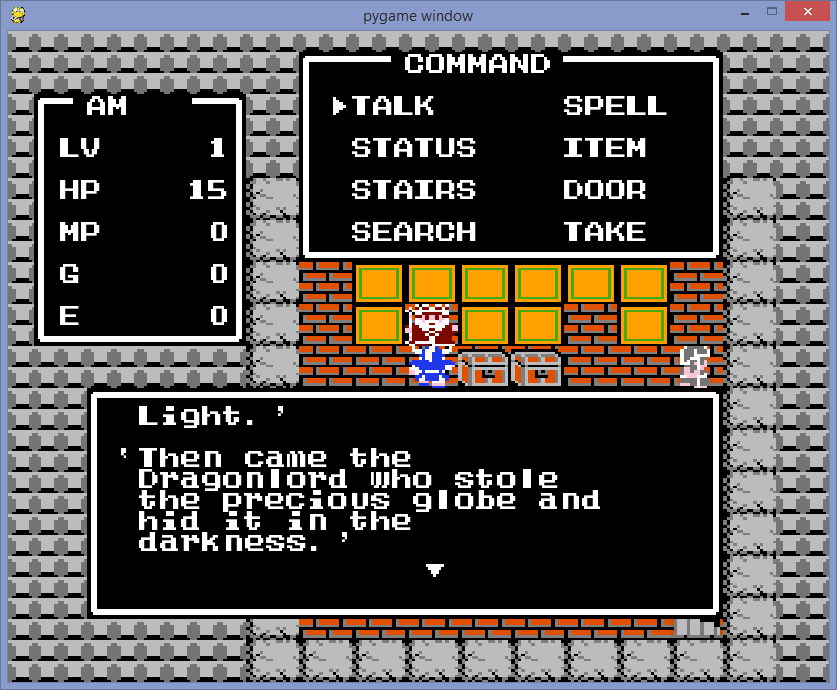 pygame window
COMMAND
TALK SPELL
STATUS ITEM
STAIRS DOOR
SEARCH TAKE
AM
LV 1
HP 15
MP 0
G 0
E 0
Light.’
‘Then came the
Dragonlord who stole
the precious globe and
hid it in the
darkness.’